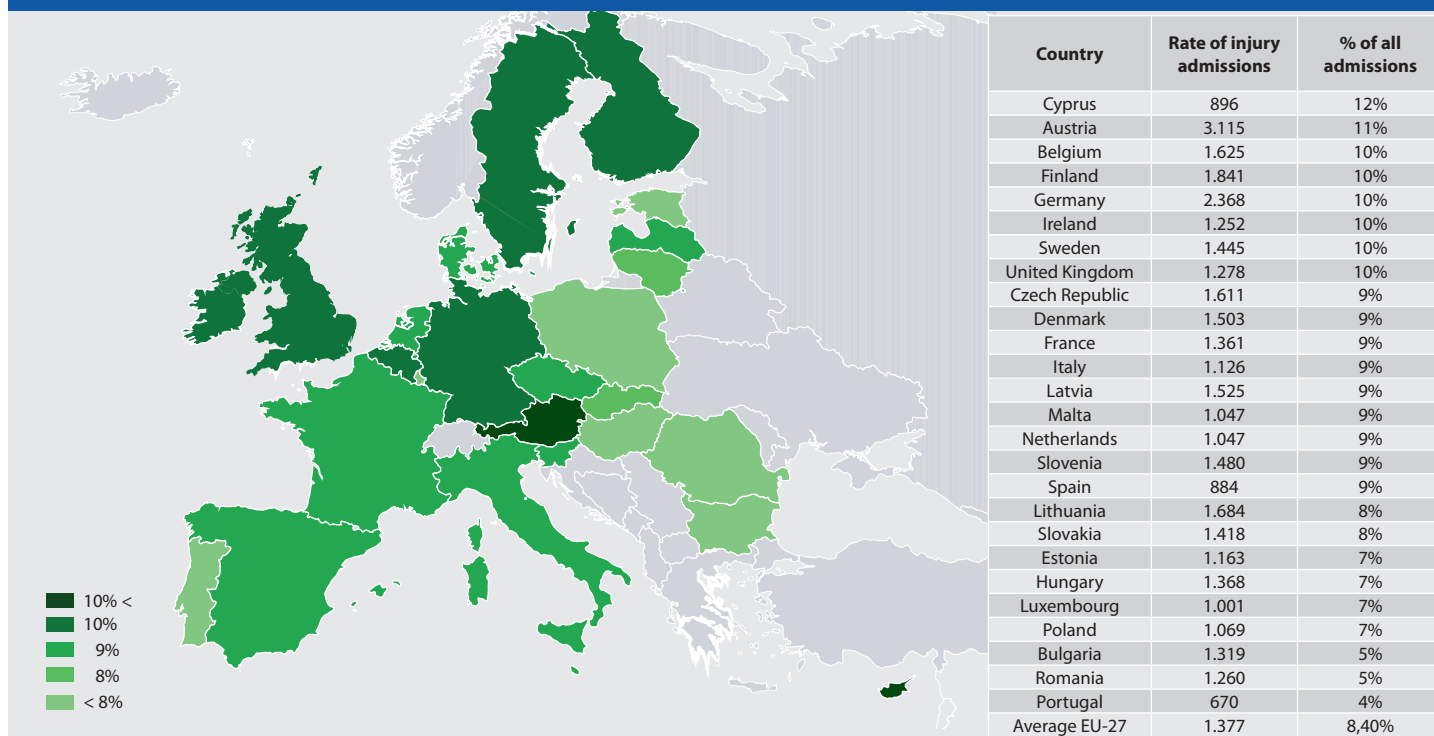 Country Rate of injury admissions % of all admissions
Cyprus 896 12%
Austria 3.115 11%
Belgium 1.625 10%
Finland 1.841 10%
Germany 2.368 10%
Ireland 1.252 10%
Sweden 1.445 10%
United Kingdom 1.278 10%
Czech Republic 1.611 9%
Denmark 1.503 9%
France 1.361 9%
Italy 1.126 9%
Latvia 1.525 9%
Malta 1.047 9%
Netherlands 1.047 9%
Slovenia 1.480 9%
Spain 884 9%
Lithuania 1.684 8%
Slovakia 1.418 8%
Estonia 1.163 7%
Hungary 1.368 7%
Luxembourg 1.001 7%
Poland 1.069 7%
Bulgaria 1.319 5%
Romania 1.260 5%
Portugal 670 4%
Average EU-27 1.377 8,40%
10% <
10%
9%
8%
< 8%